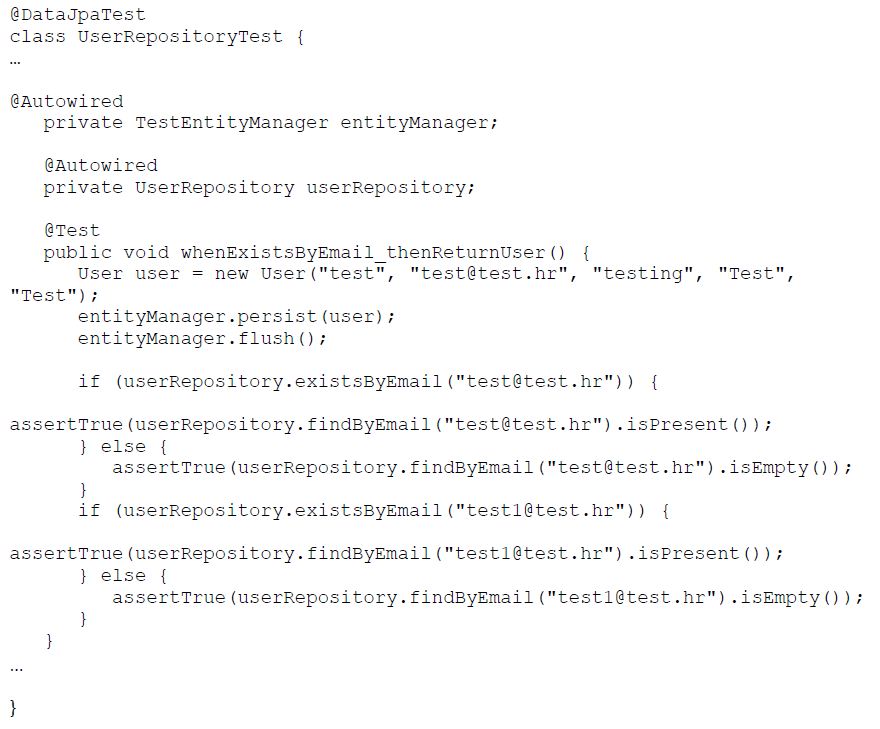 @DataJpaTest
class UserRepositoryTest {
…
@Autowired
private TestEntityManager entityManager;
@Autowired
private UserRepository userRepository;
@Test
public void whenExistsByEmail_thenReturnUser() {
User user = new User("test", "test@test.hr", "testing", "Test",
"Test");
entityManager.persist(user);
entityManager.flush();
if (userRepository.existsByEmail("test@test.hr")) {
assertTrue(userRepository.findByEmail("test@test.hr").isPresent());
} else {
assertTrue(userRepository.findByEmail("test@test.hr").isEmpty());
}
if (userRepository.existsByEmail("test1@test.hr")) {
assertTrue(userRepository.findByEmail("test1@test.hr").isPresent());
} else {
assertTrue(userRepository.findByEmail("test1@test.hr").isEmpty());
}
}
…
}